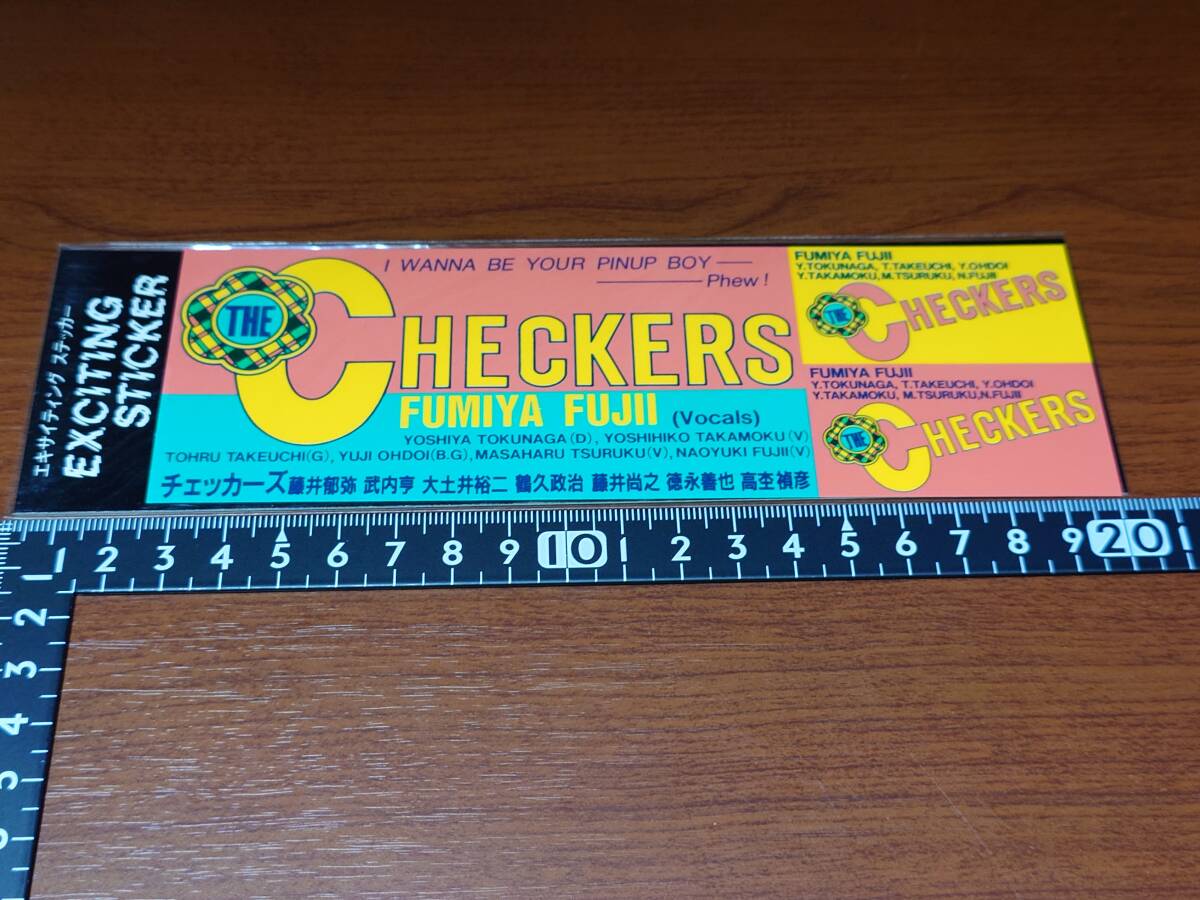 エキサイティング ステッカー
EXCITING
STICKER
I WANNA BE YOUR PINUP BOY —
— Phew!
THE CHECKERS
FUMIYA FUJII (Vocals)
YOSHIYA TOKUNAGA(D), YOSHIHIKO TAKAMOKU(V)
TOHRU TAKEUCHI(G), YUJI OHDOI(B.G), MASAHARU TSURUKU(V), NAOYUKI FUJII(V)
チェッカーズ 藤井郁弥 武内亨 大土井裕二 鶴久政治 藤井尚之 徳永善也 高杢禎彦
FUMIYA FUJII
Y.TOKUNAGA, T.TAKEUCHI, Y.OHDOI
Y.TAKAMOKU, M.TSURUKU, N.FUJII
THE CHECKERS
FUMIYA FUJII
Y.TOKUNAGA, T.TAKEUCHI, Y.OHDOI
Y.TAKAMOKU, M.TSURUKU, N.FUJII
THE CHECKERS
1 2 3 4 5 6 7 8 9 10 1 2 3 4 5 6 7 8 9 20
1
2
3
4
5